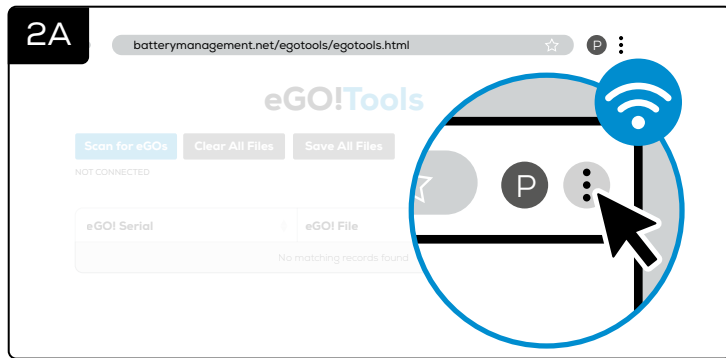 2A
batterymanagement.net/egotools/egotools.html
P
eGO!Tools
Scan for eGOs Clear All Files Save All Files
NOT CONNECTED
P
eGO! Serial eGO! File
No matching records found